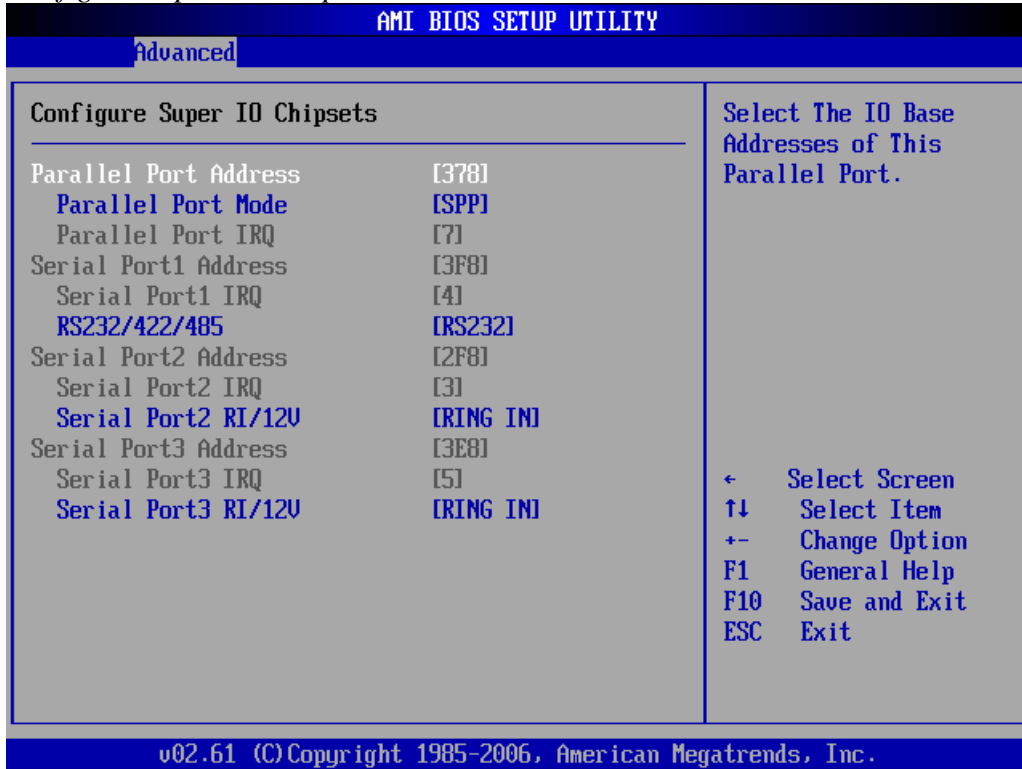 AMI BIOS SETUP UTILITY
Advanced
Configure Super IO Chipsets
Parallel Port Address [378]
Parallel Port Mode [SPP]
Parallel Port IRQ [7]
Serial Port1 Address [3F8]
Serial Port1 IRQ [4]
RS232/422/485 [RS232]
Serial Port2 Address [2F8]
Serial Port2 IRQ [3]
Serial Port2 RI/12V [RING IN]
Serial Port3 Address [3E8]
Serial Port3 IRQ [5]
Serial Port3 RI/12V [RING IN]
Select The IO Base
Addresses of This
Parallel Port.
← Select Screen
↑↓ Select Item
+- Change Option
F1 General Help
F10 Save and Exit
ESC Exit
v02.61 (C)Copyright 1985-2006, American Megatrends, Inc.